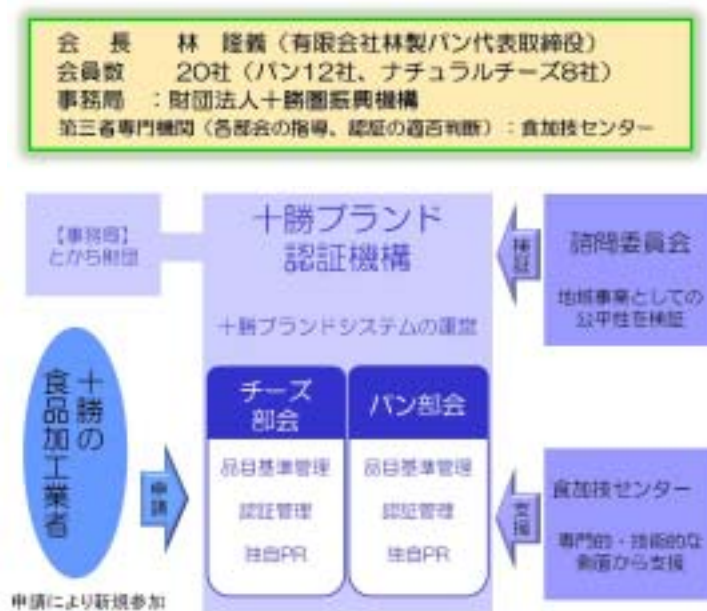 会 長 林 隆義(有限会社林製パン代表取締役)
会員数 20社(パン12社、ナチュラルチーズ8社)
事務局 :財団法人十勝圏振興機構
第三者専門機関(各部会の指導、認証の適否判断):食加技センター
【事務局】
とかち財団
十勝ブランド
認証機構
十勝ブランドシステムの運営
検証
諮問委員会
地域事業としての
公平性を検証
十勝の
食品加工業者
申請
申請により新規参加
チーズ
部会
品目基準管理
認証管理
独自PR
パン部会
品目基準管理
認証管理
独自PR
支援
食加技センター
専門的・技術的な
側面から支援